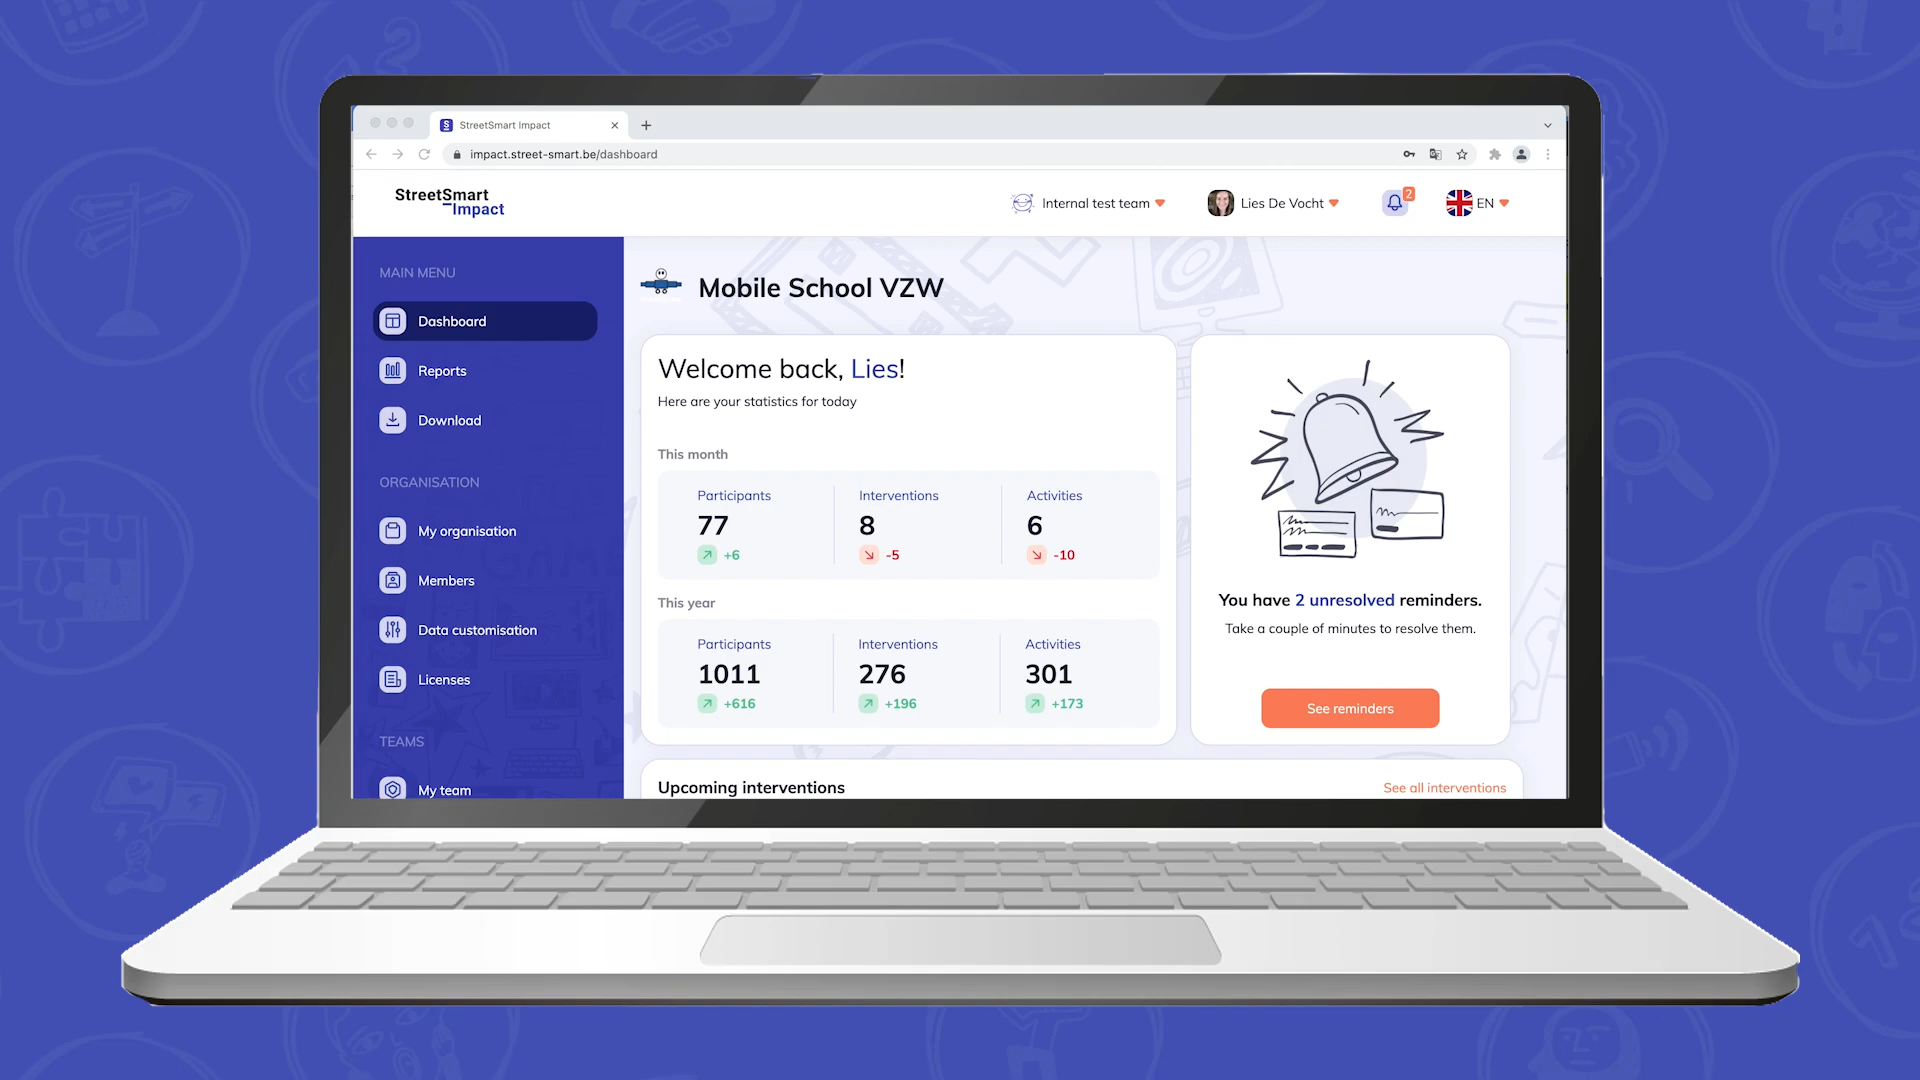 StreetSmart Impact
impact.street-smart.be/dashboard
StreetSmart
Impact
Internal test team
Lies De Vocht
2
EN
MAIN MENU
Dashboard
Reports
Download
ORGANISATION
My organisation
Members
Data customisation
Licenses
TEAMS
My team
Mobile School VZW
Welcome back, Lies!
Here are your statistics for today
This month
Participants
77
+6
Interventions
8
-5
Activities
6
-10
This year
Participants
1011
+616
Interventions
276
+196
Activities
301
+173
You have 2 unresolved reminders.
Take a couple of minutes to resolve them.
See reminders
Upcoming interventions
See all interventions